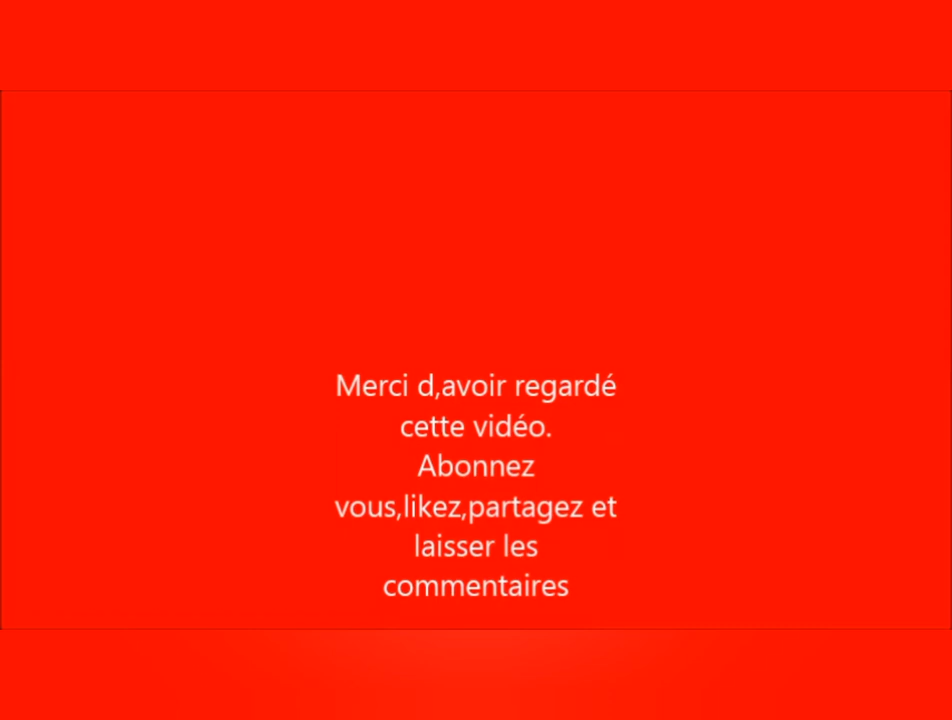 Merci d,avoir regardé
cette vidéo.
Abonnez
vous,likez,partagez et
laisser les
commentaires